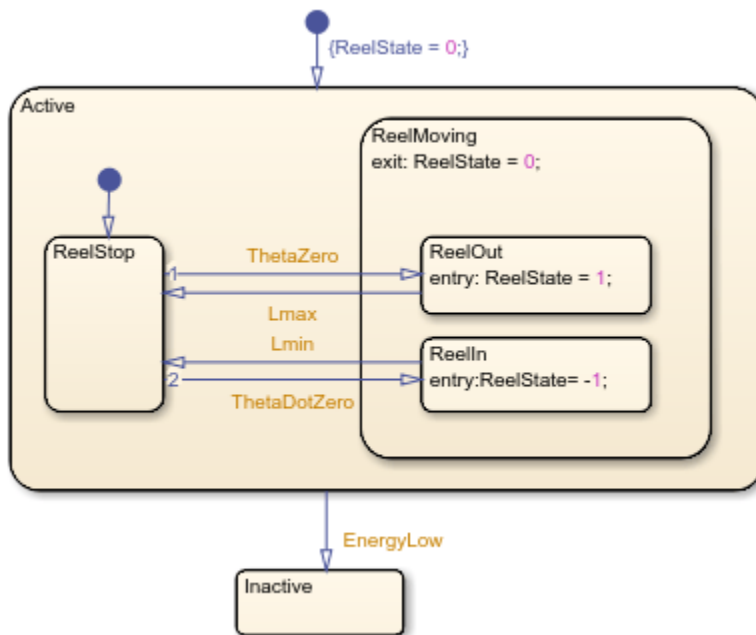 {ReelState = 0;}
Active
ReelMoving
exit: ReelState = 0;
ReelStop
1
ThetaZero
ReelOut
entry: ReelState = 1;
Lmax
Lmin
ReelIn
entry:ReelState= -1;
2
ThetaDotZero
EnergyLow
Inactive